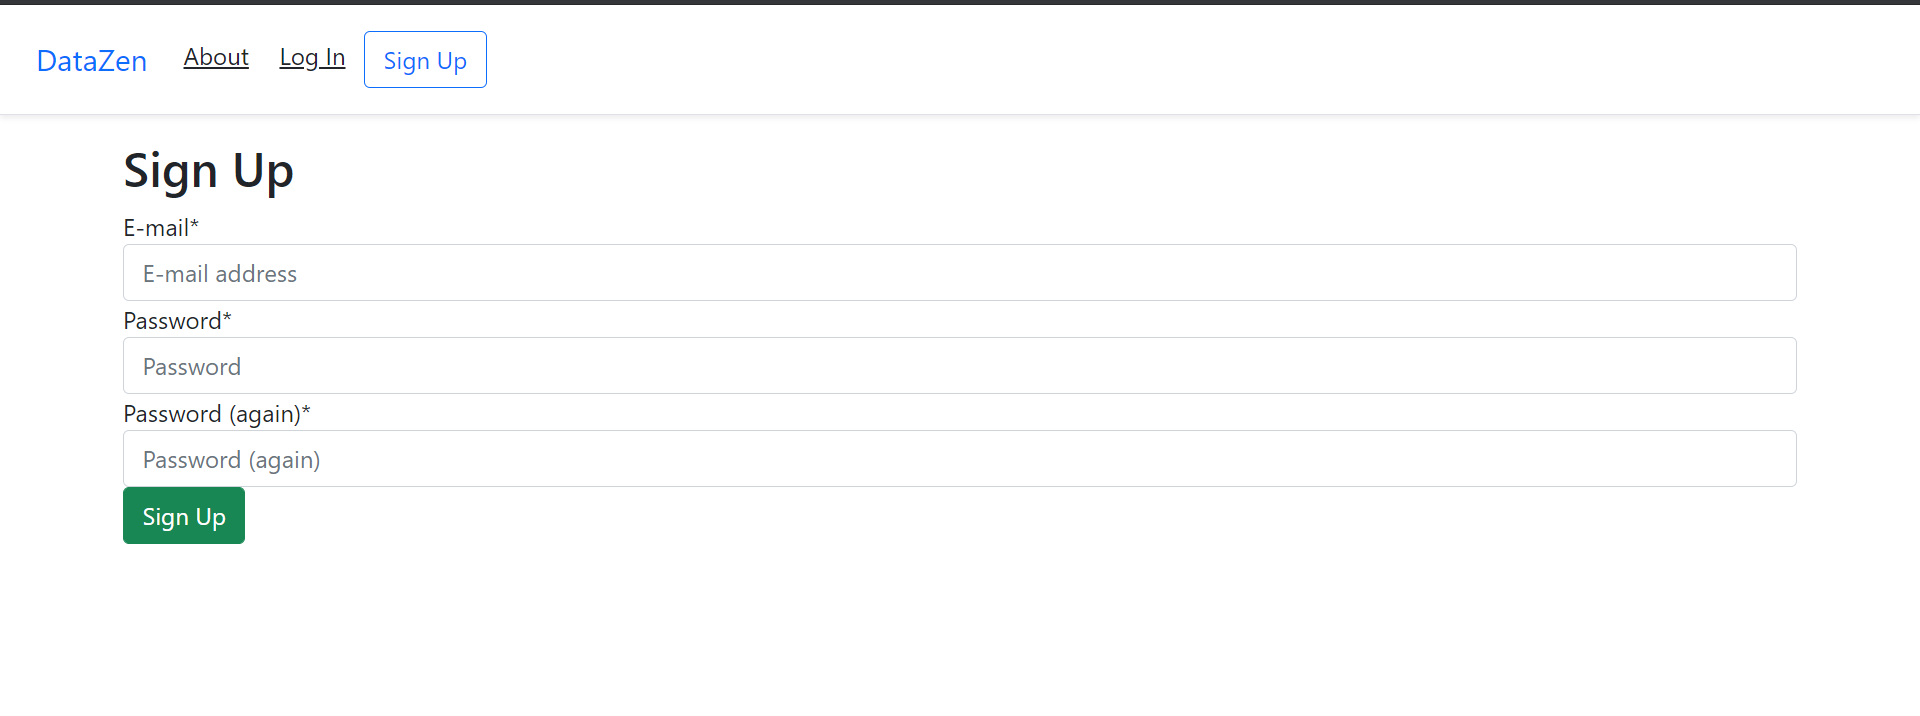 DataZen About Log In Sign Up
Sign Up
E-mail*
E-mail address
Password*
Password
Password (again)*
Password (again)
Sign Up